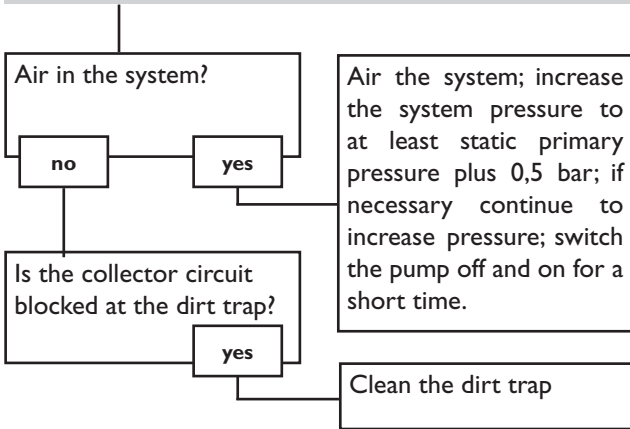 Air in the system?
no
yes
Air the system; increase
the system pressure to
at least static primary
pressure plus 0,5 bar; if
necessary continue to
increase pressure; switch
the pump off and on for a
short time.
Is the collector circuit
blocked at the dirt trap?
yes
Clean the dirt trap